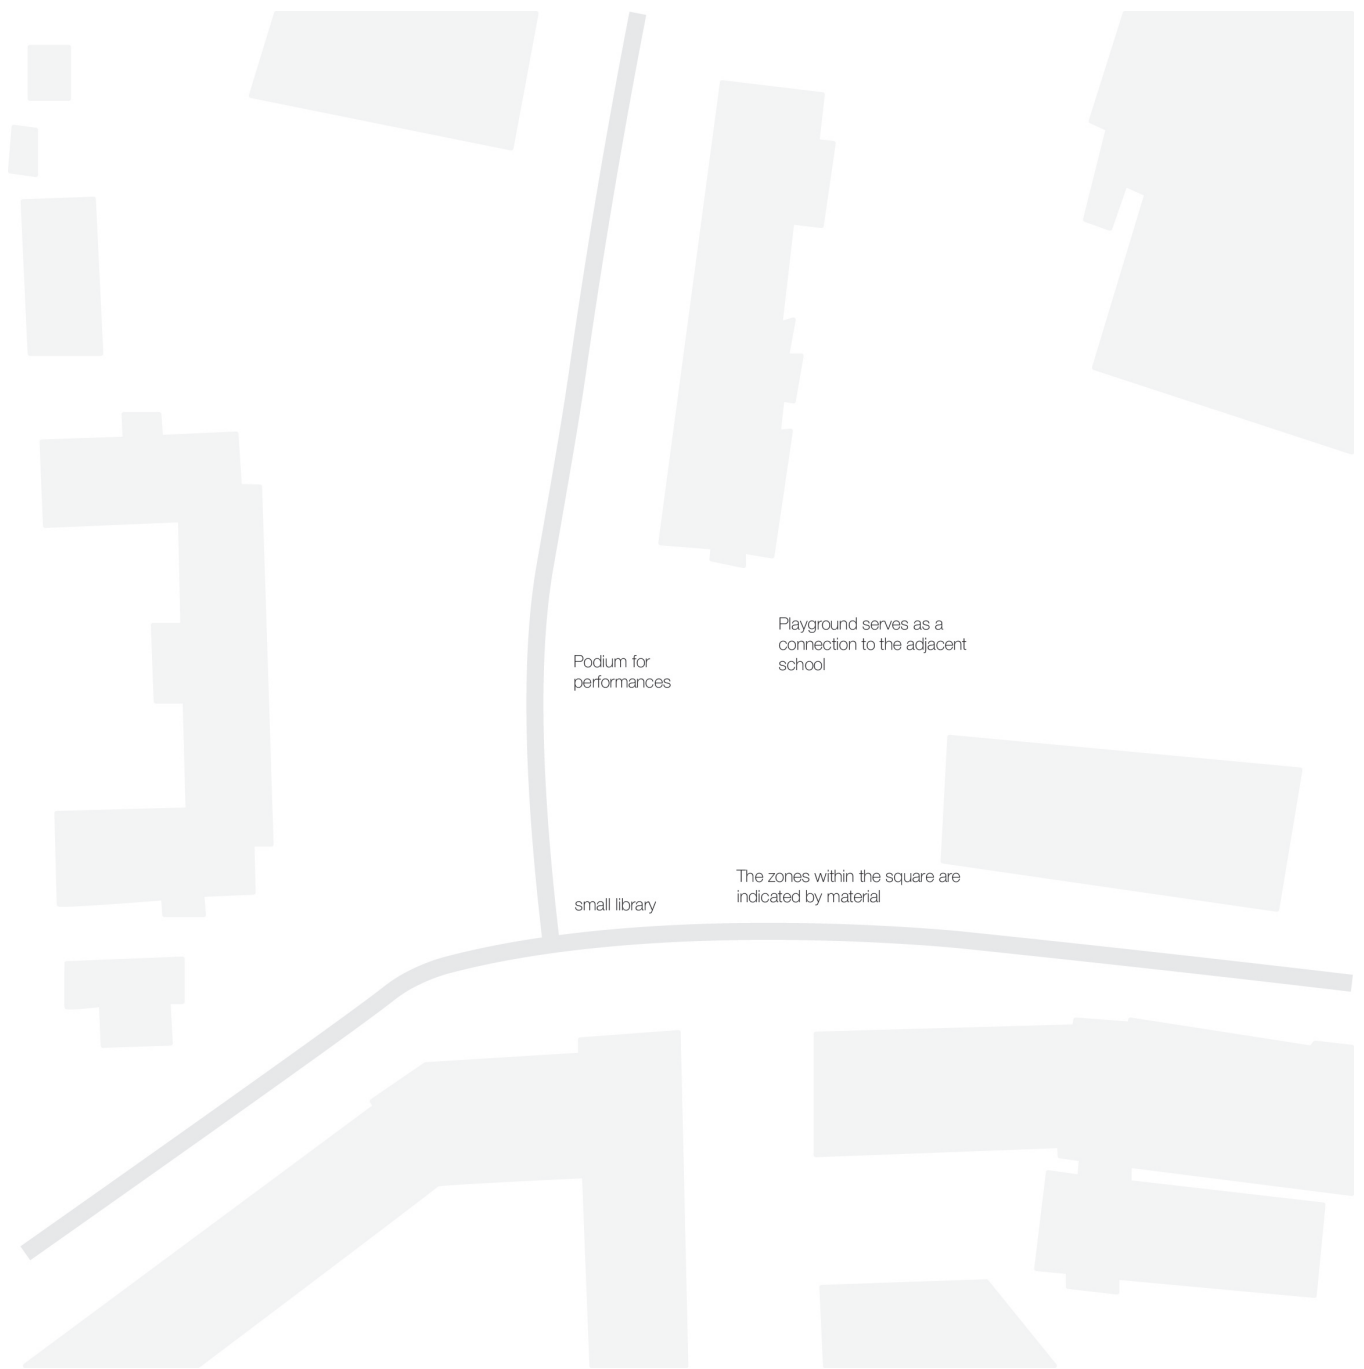 Playground serves as a
connection to the adjacent
school
Podium for
performances
The zones within the square are
indicated by material
small library